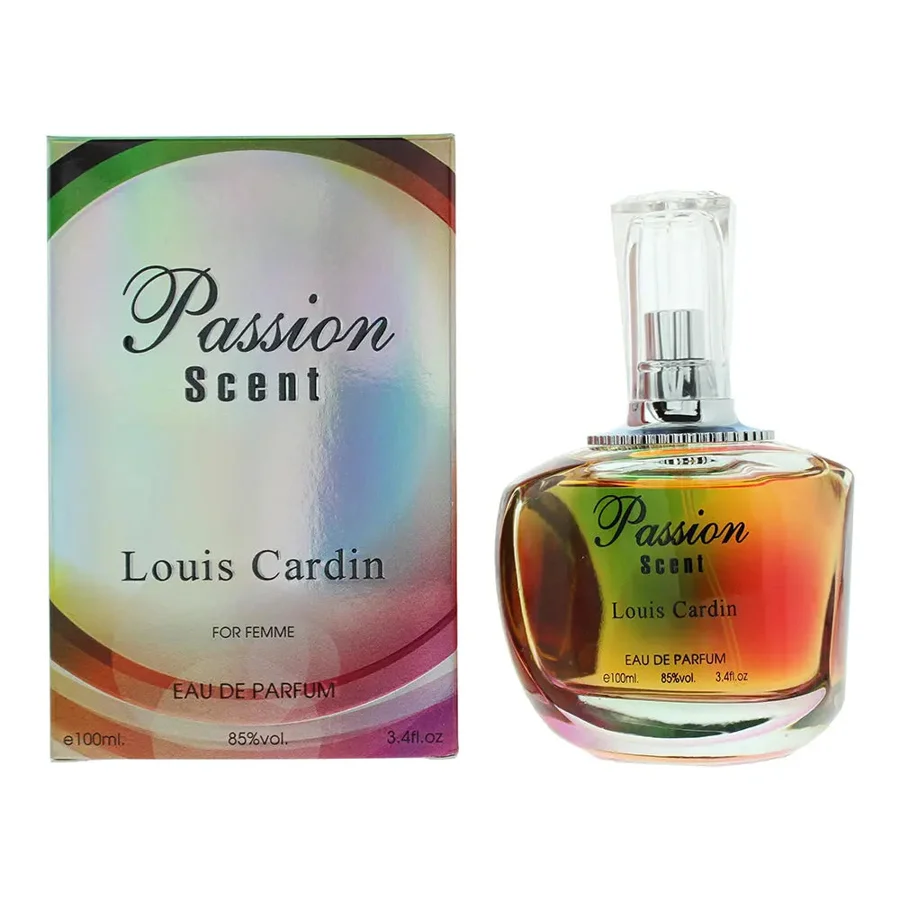 Passion
Scent
Louis Cardin
FOR FEMME
EAU DE PARFUM
e100ml. 85%vol. 3.4fl.oz
Passion
Scent
Louis Cardin
EAU DE PARFUM
e100ml. 85%vol. 3.4fl.oz